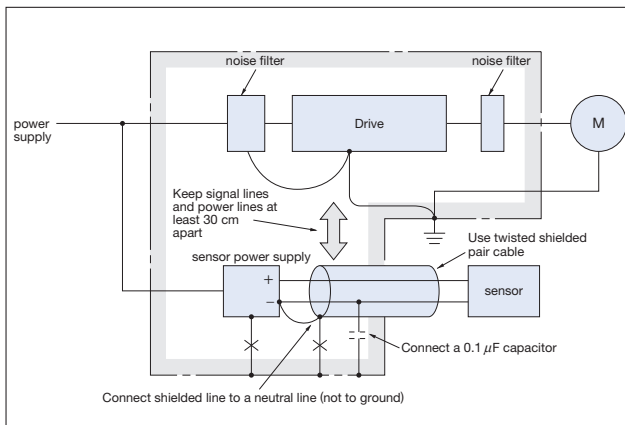 noise filter
noise filter
power
supply
Drive
M
Keep signal lines
and power lines at
least 30 cm
apart
Use twisted shielded
pair cable
sensor power supply
+
−
sensor
Connect a 0.1 μF capacitor
Connect shielded line to a neutral line (not to ground)